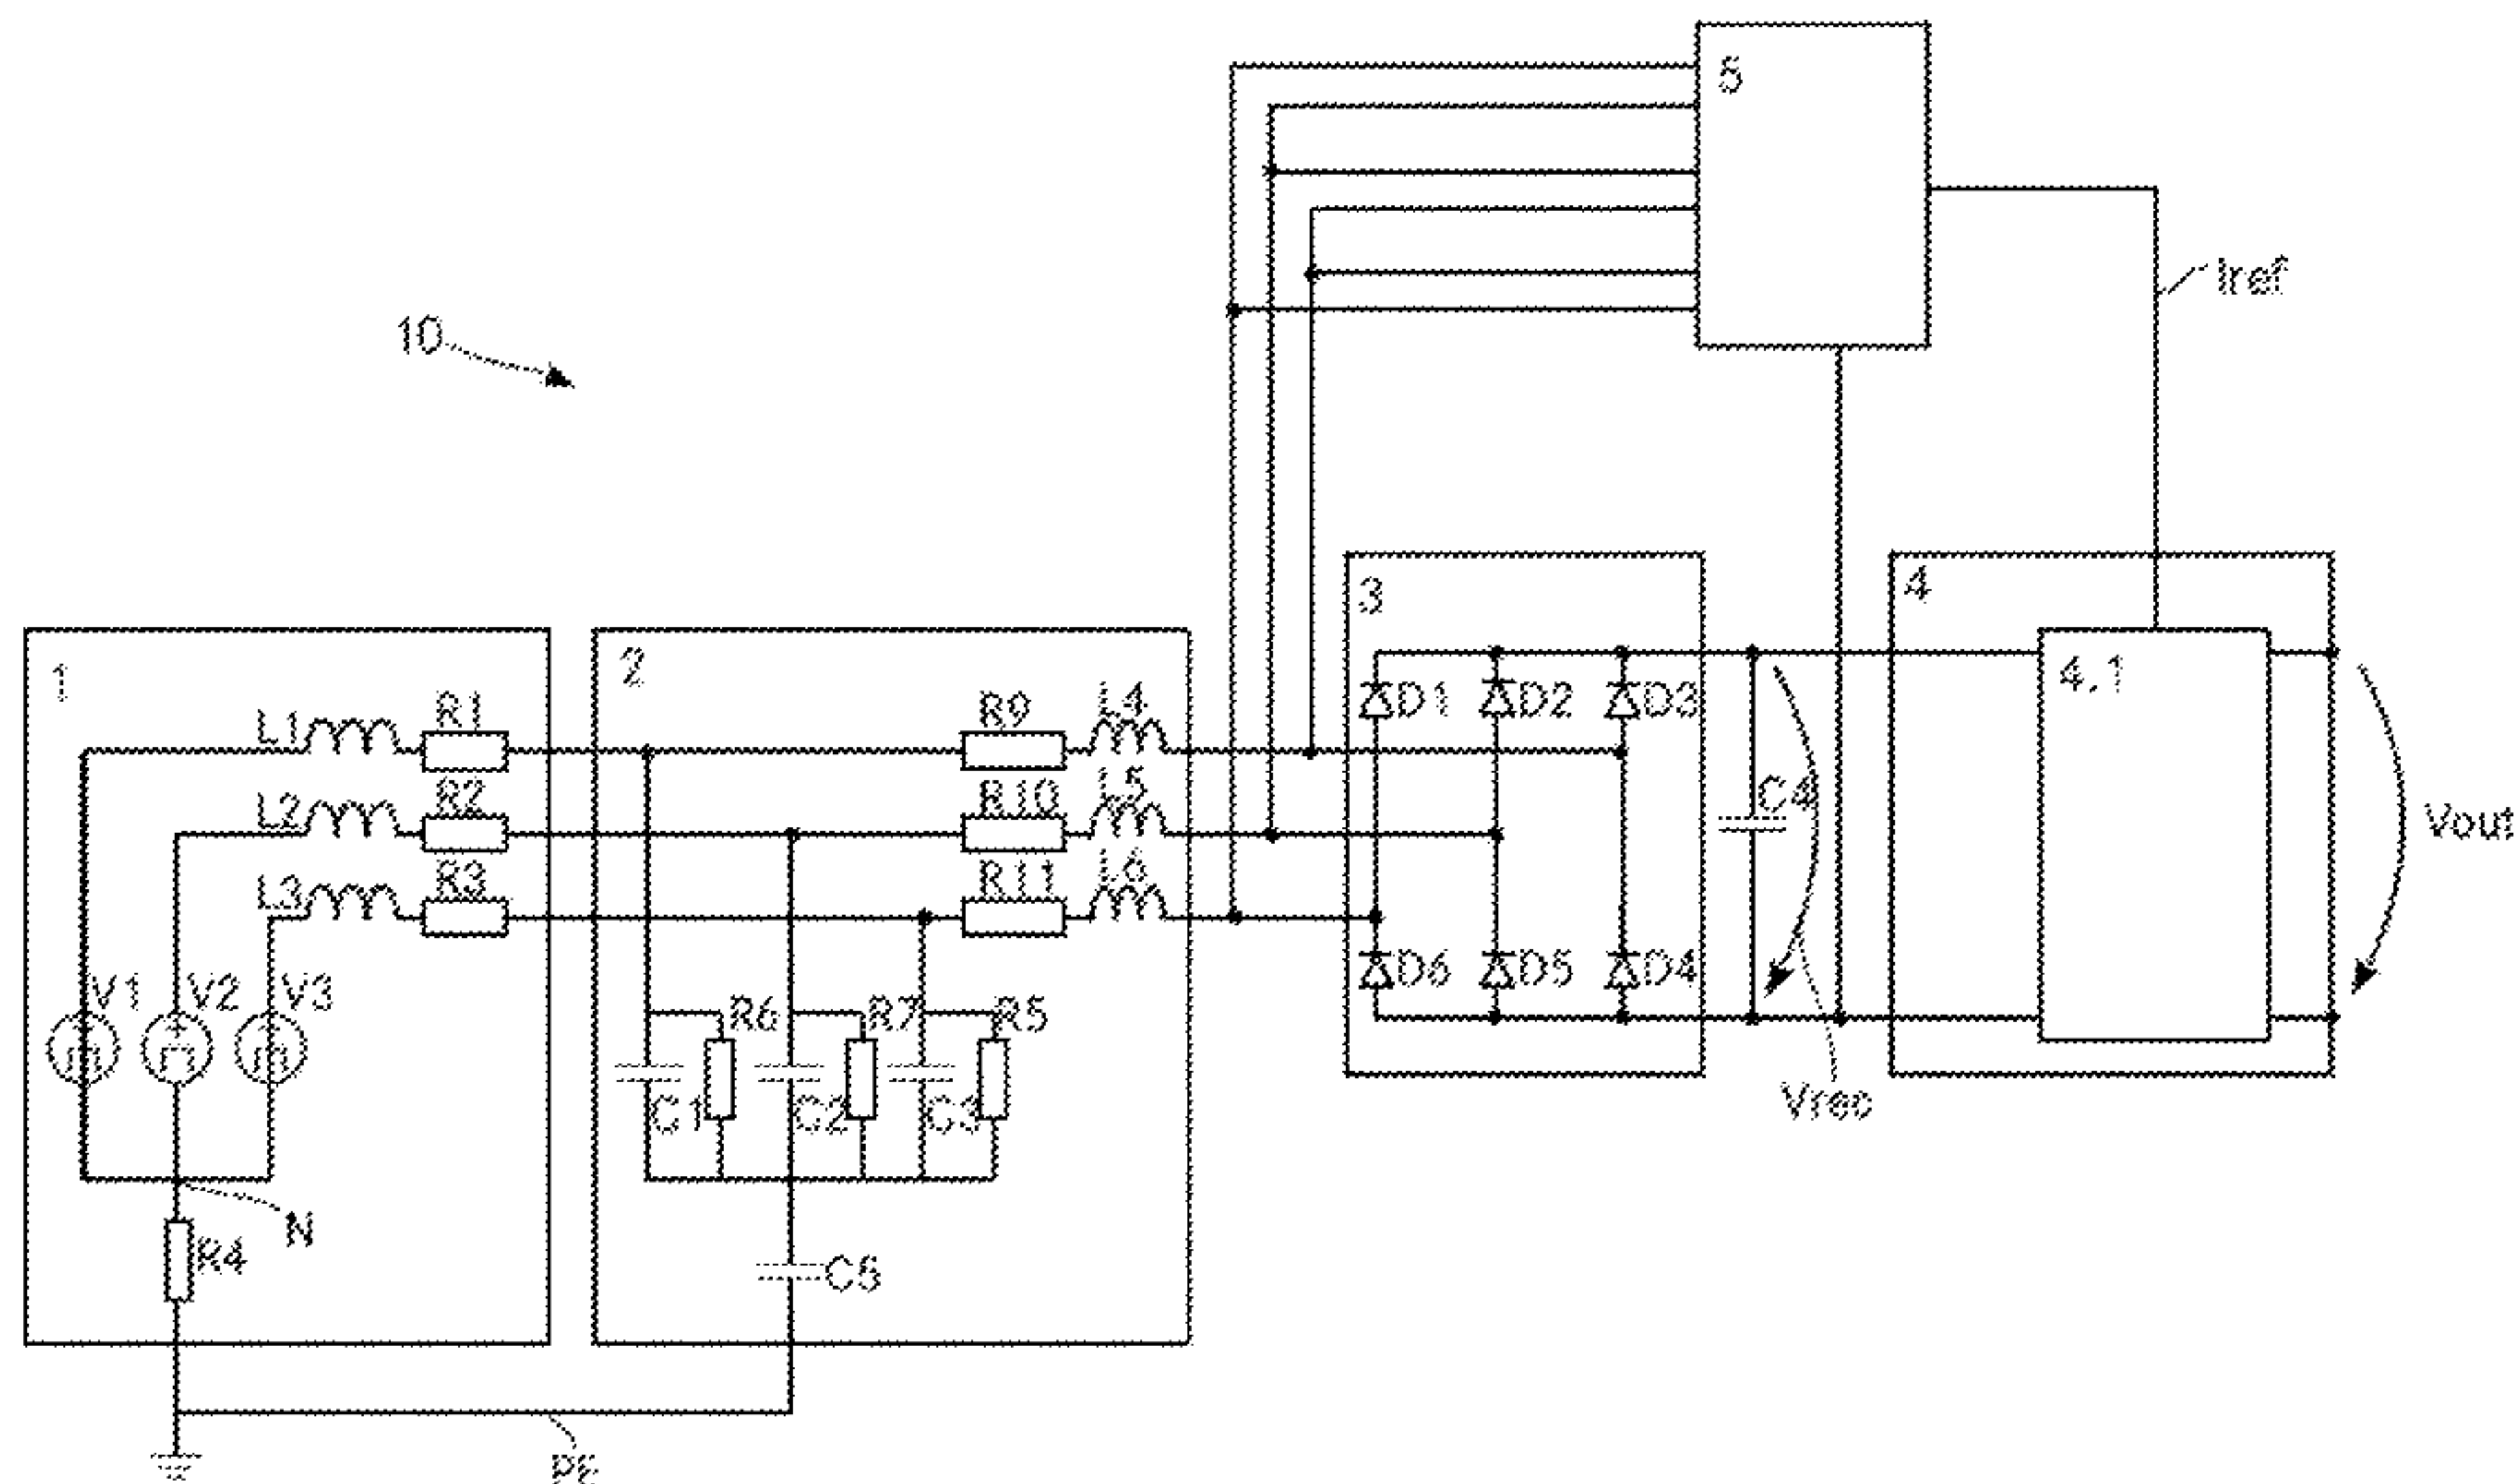 5
Iref
10
3
4
1
2
4.1
L1
R1
R9
L4
D1
D2
D3
L2
R2
R10
L5
C4
Vout
L3
R3
R11
L6
V1
V2
V3
D6
D5
D4
R6
R7
R5
C1
C2
C3
Vrec
N
R4
C5
PE